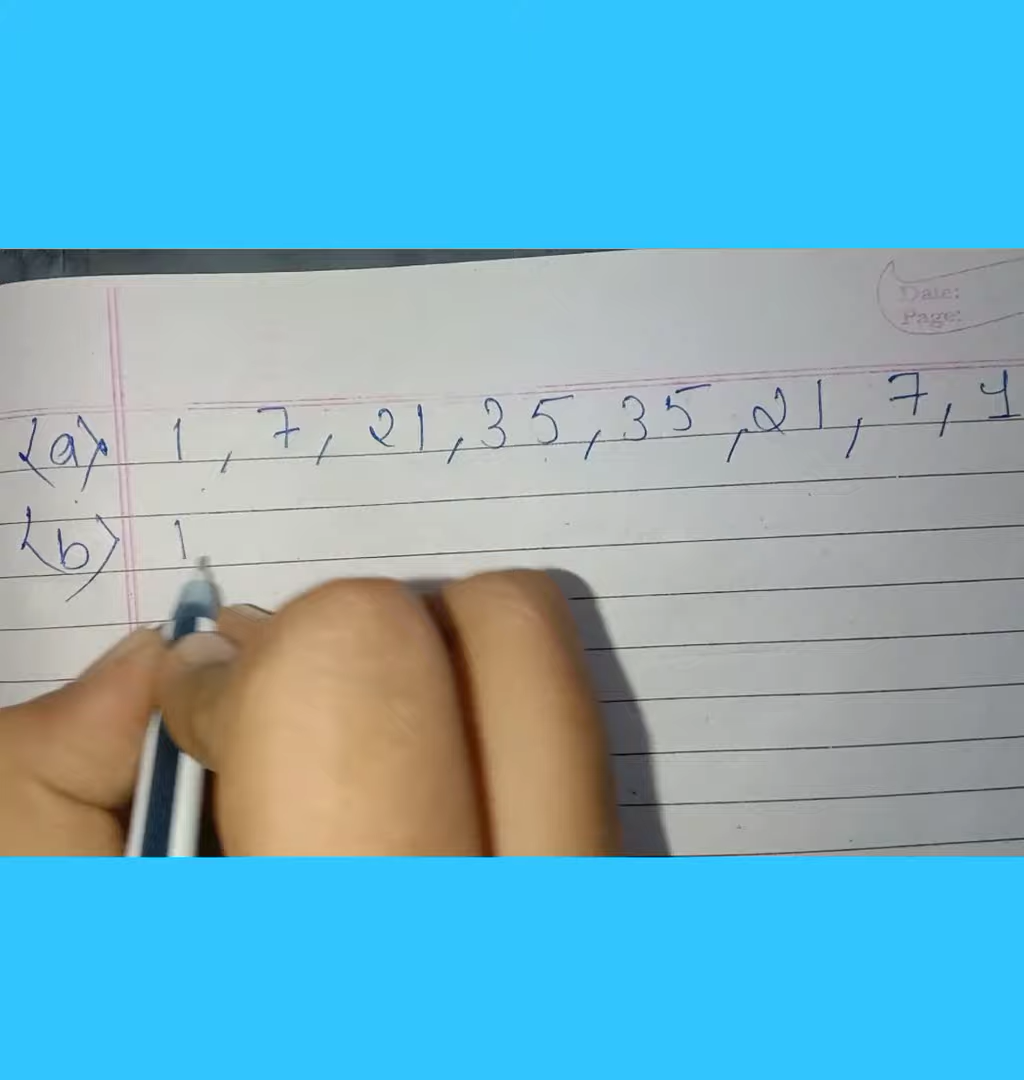 Date:
Page:
(a) 1, 7, 21, 35, 35, 21, 7, 1
(b) 1